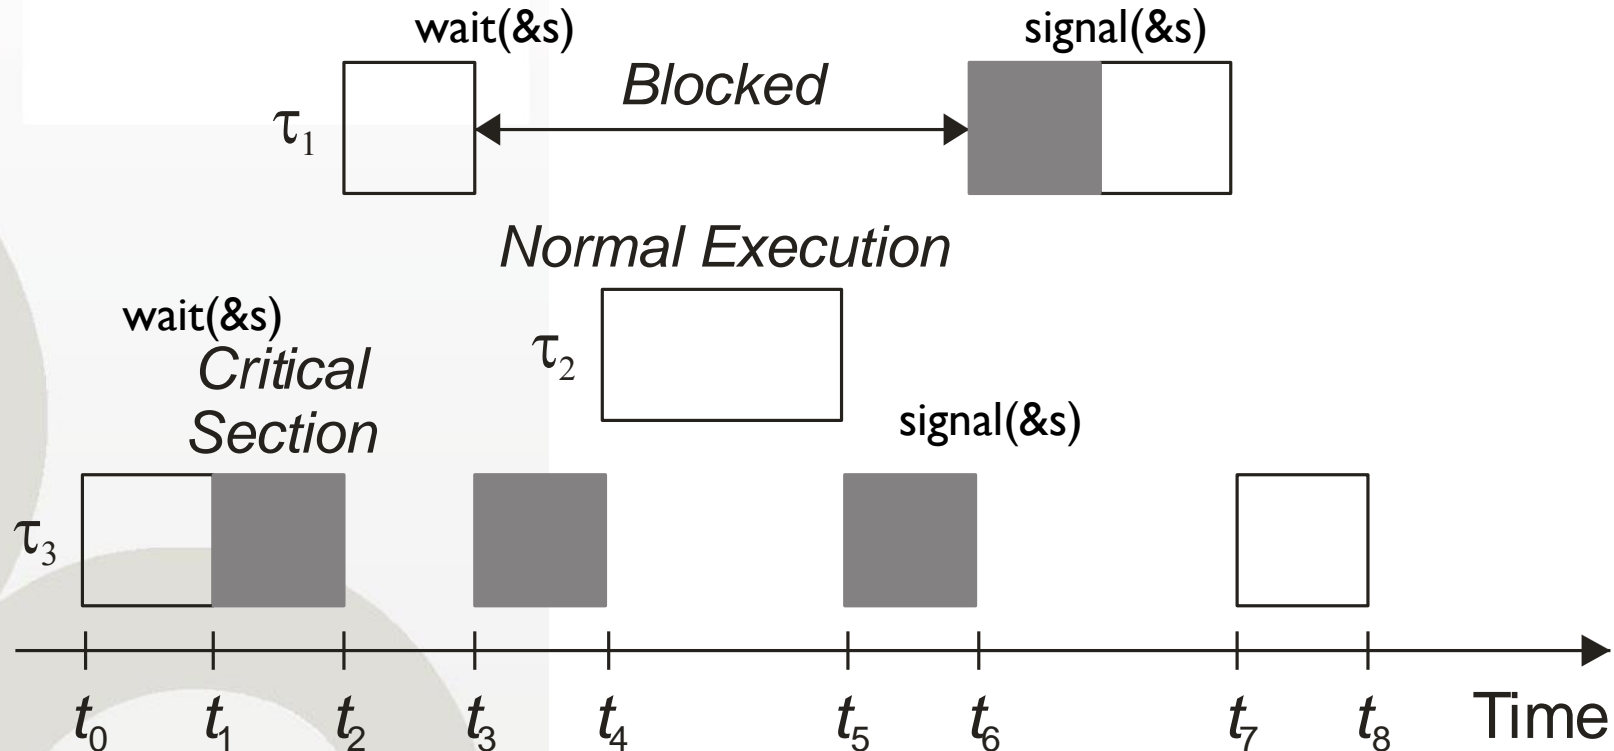 wait(&s)
signal(&s)
Blocked
τ₁
Normal Execution
wait(&s)
Critical
Section
τ₂
signal(&s)
τ₃
t₀ t₁ t₂ t₃ t₄ t₅ t₆ t₇ t₈ Time